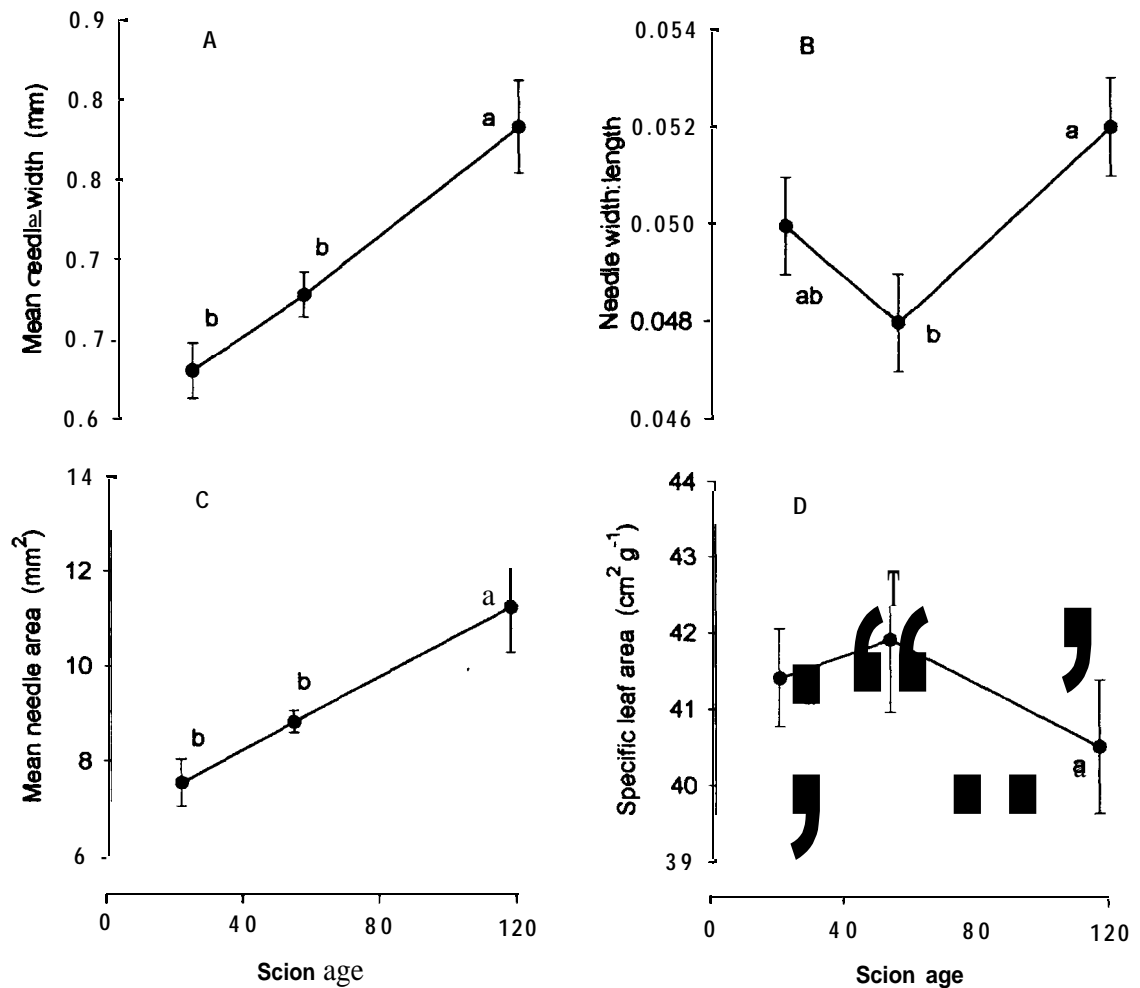 A
Mean needle width (mm)
0.9
0.8
0.8
0.7
0.7
0.6
b
b
a
B
Needle width:length
0.054
0.052
0.050
0.048
0.046
ab
b
a
C
Mean needle area (mm²)
14
12
10
8
6
b
b
a
0
40
80
120
Scion age
D
Specific leaf area (cm² g⁻¹)
44
43
42
41
40
39
a
0
40
80
120
Scion age